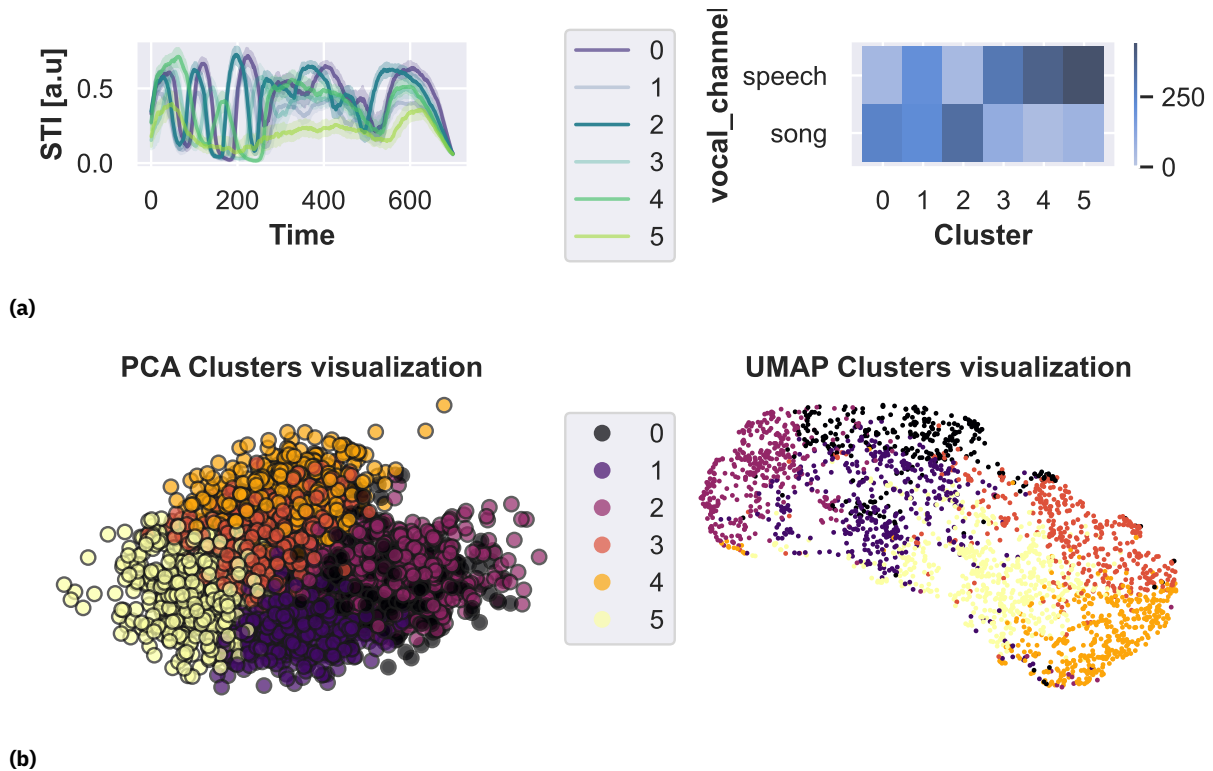 STI [a.u]
0.5
0.0
0 200 400 600
Time
0
1
2
3
4
5
vocal_channel
speech
song
0 1 2 3 4 5
Cluster
250
0
(a)
PCA Clusters visualization
0
1
2
3
4
5
UMAP Clusters visualization
(b)